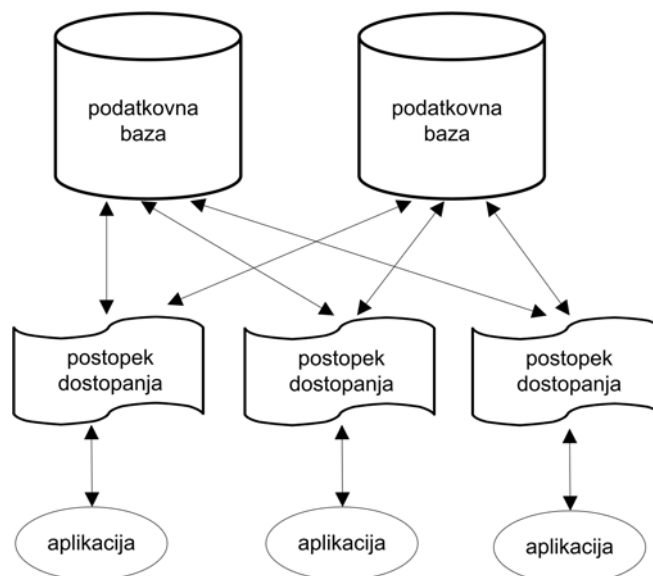 podatkovna
baza
podatkovna
baza
postopek
dostopanja
postopek
dostopanja
postopek
dostopanja
aplikacija
aplikacija
aplikacija